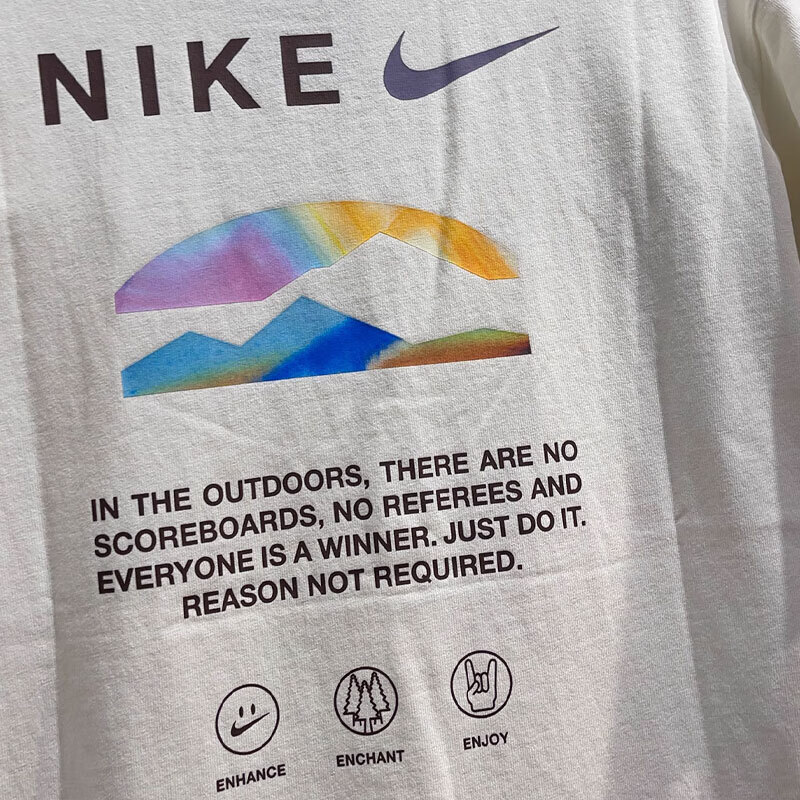 NIKE
IN THE OUTDOORS, THERE ARE NO
SCOREBOARDS, NO REFEREES AND
EVERYONE IS A WINNER. JUST DO IT.
REASON NOT REQUIRED.
ENHANCE
ENCHANT
ENJOY